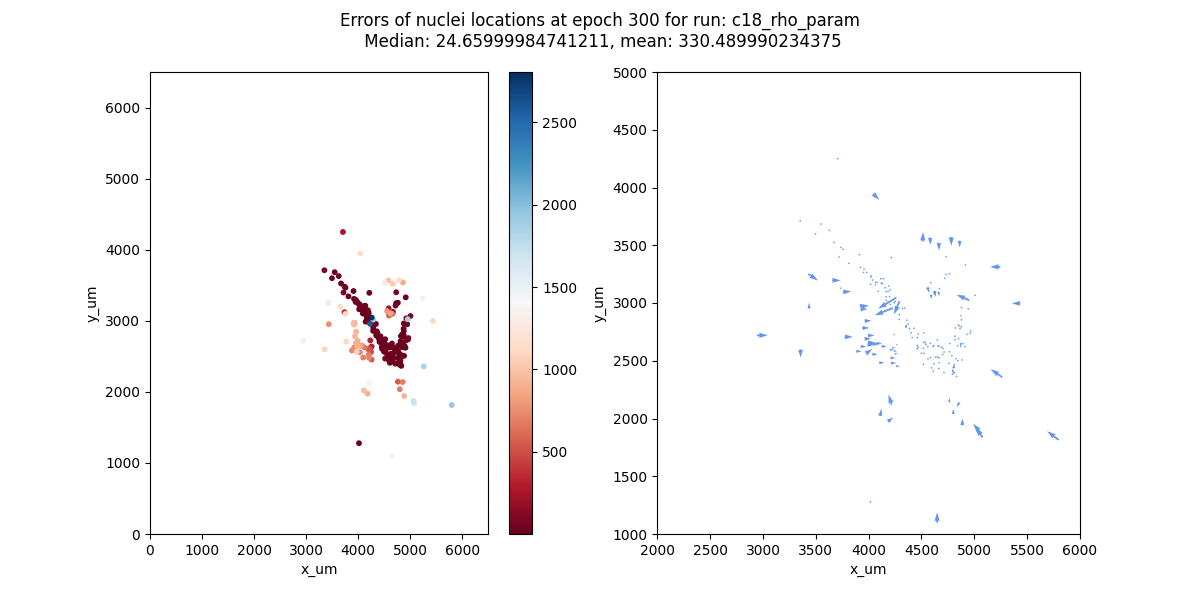 Errors of nuclei locations at epoch 300 for run: c18_rho_param
Median: 24.65999984741211, mean: 330.489990234375
6000
5000
4000
3000
2000
1000
0
y_um
0 1000 2000 3000 4000 5000 6000
x_um
2500
2000
1500
1000
500
5000
4500
4000
3500
3000
2500
2000
1500
1000
y_um
2000 2500 3000 3500 4000 4500 5000 5500 6000
x_um